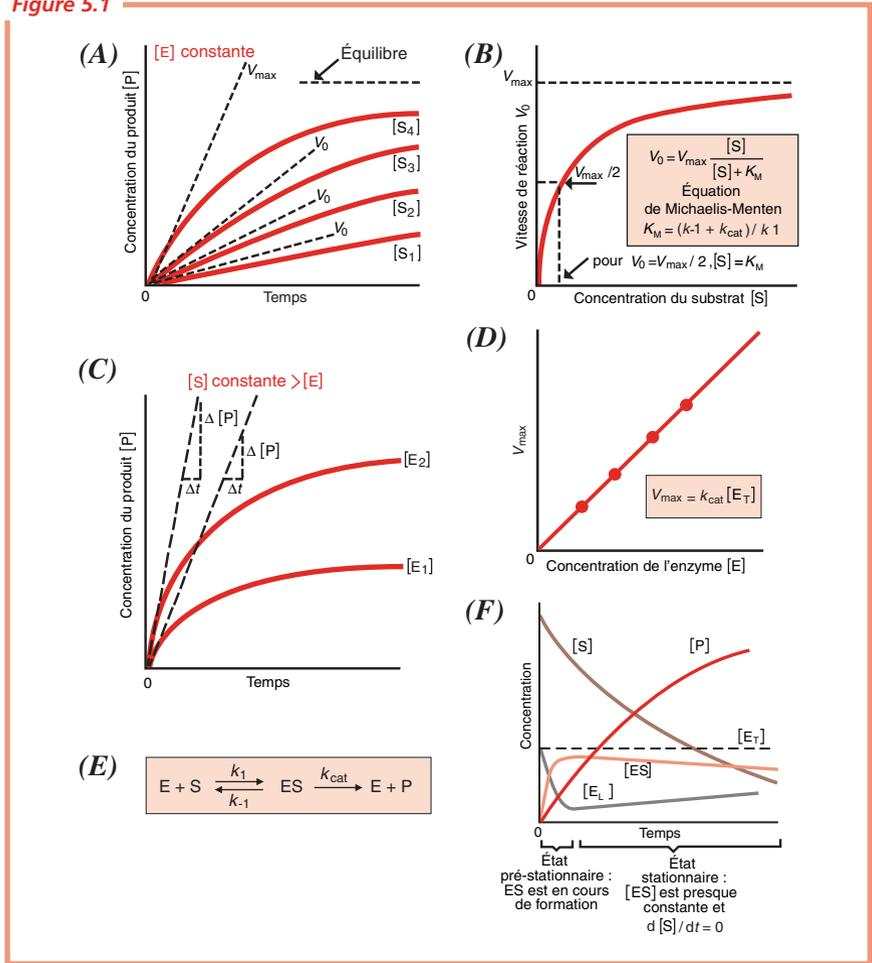 Figure 5.1
(A)
[E] constante
Vmax
Équilibre
Concentration du produit [P]
[S4]
V0
[S3]
V0
[S2]
V0
[S1]
0
Temps
(B)
Vmax
Vitesse de réaction V0
Vmax /2
V0 = Vmax [S] / [S] + KM
Équation
de Michaelis-Menten
KM = (k-1 + kcat) / k 1
pour V0 = Vmax / 2 ,[S] = KM
0
Concentration du substrat [S]
(C)
[S] constante > [E]
Δ [P]
Δt
Δ [P]
Δt
Concentration du produit [P]
[E2]
[E1]
0
Temps
(D)
Vmax
Vmax = kcat [ET]
0
Concentration de l'enzyme [E]
(E)
E + S k1 k-1 ES kcat E + P
(F)
Concentration
[S]
[P]
[ET]
[ES]
[EL ]
0
Temps
État
pré-stationnaire :
ES est en cours
de formation
État
stationnaire :
[ES] est presque
constante et
d [S] / dt = 0